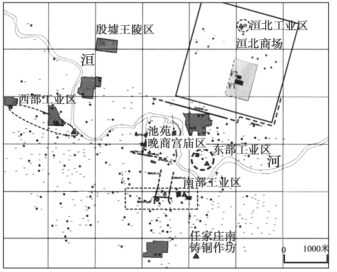 洹北工业区
殷墟王陵区
洹北商场
洹
西部工业区
池苑
晚商宫庙区
东部工业区
河
南部工业区
任家庄南
铸铜作坊
0 1000米